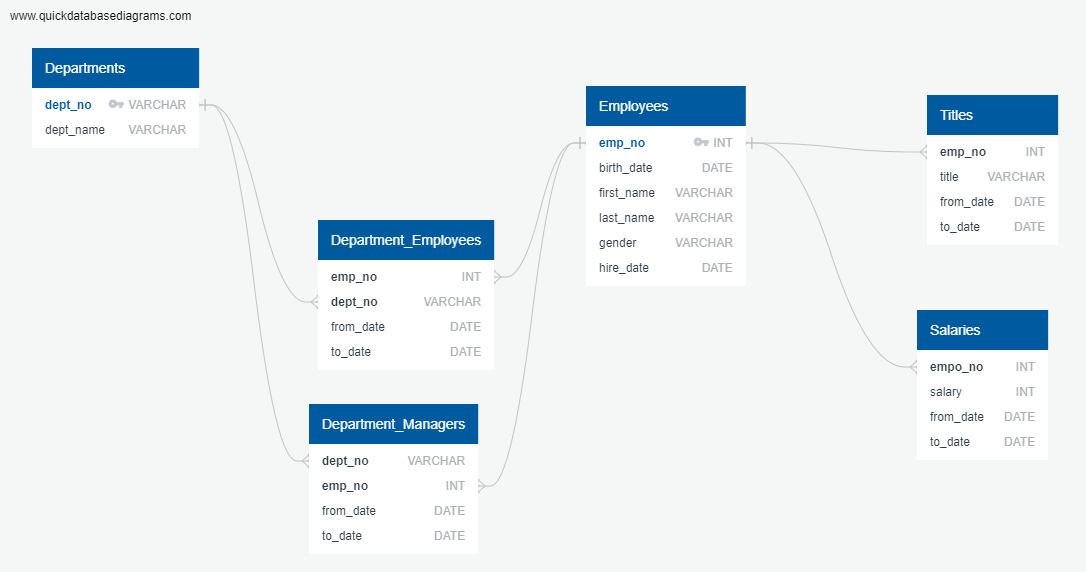 www.quickdatabasediagrams.com
Departments
dept_no VARCHAR
dept_name VARCHAR
Department_Employees
emp_no INT
dept_no VARCHAR
from_date DATE
to_date DATE
Department_Managers
dept_no VARCHAR
emp_no INT
from_date DATE
to_date DATE
Employees
emp_no INT
birth_date DATE
first_name VARCHAR
last_name VARCHAR
gender VARCHAR
hire_date DATE
Titles
emp_no INT
title VARCHAR
from_date DATE
to_date DATE
Salaries
empo_no INT
salary INT
from_date DATE
to_date DATE